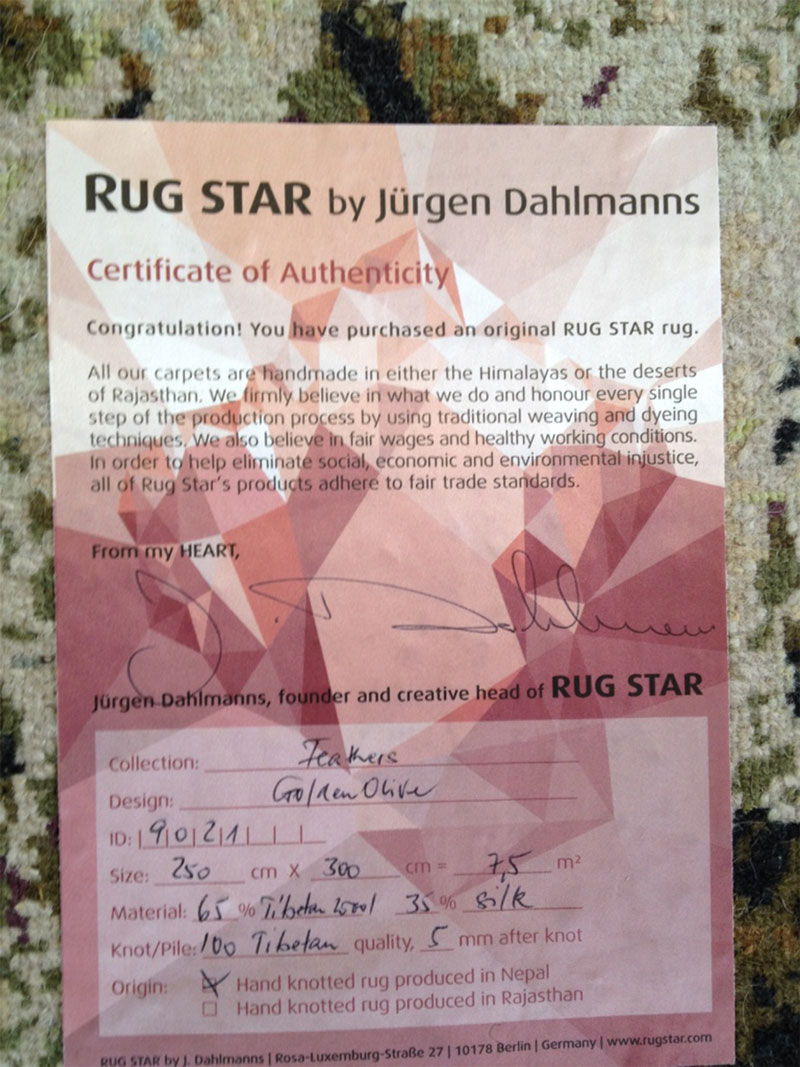 RUG STAR by Jürgen Dahlmanns
Certificate of Authenticity
Congratulation! You have purchased an original RUG STAR rug.
All our carpets are handmade in either the Himalayas or the deserts
of Rajasthan. We firmly believe in what we do and honour every single
step of the production process by using traditional weaving and dyeing
techniques. We also believe in fair wages and healthy working conditions.
In order to help eliminate social, economic and environmental injustice,
all of Rug Star's products adhere to fair trade standards.
From my HEART,
J. Dahlmanns
Jürgen Dahlmanns, founder and creative head of RUG STAR
Collection: Feathers
Design: Golden Olive
ID: |9|0|2|1| | |
Size: 250 cm X 300 cm = 7,5 m²
Material: 65 % Tibetan wool 35 % silk
Knot/Pile: 100 Tibetan quality, 5 mm after knot
Origin: Hand knotted rug produced in Nepal
Hand knotted rug produced in Rajasthan
RUG STAR by J. Dahlmanns | Rosa-Luxemburg-Straße 27 | 10178 Berlin | Germany | www.rugstar.com